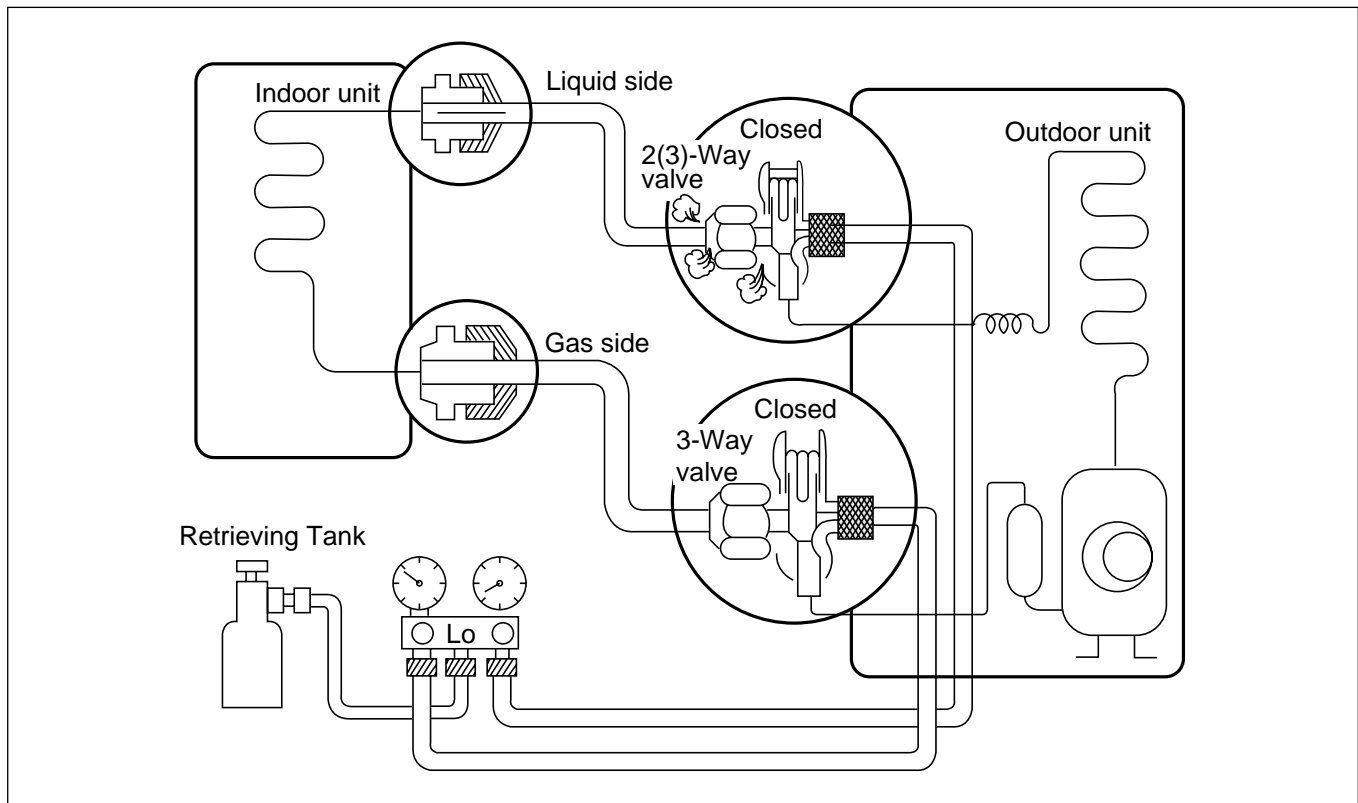 Indoor unit
Liquid side
Closed
2(3)-Way
valve
Outdoor unit
Gas side
Closed
3-Way
valve
Retrieving Tank
Lo